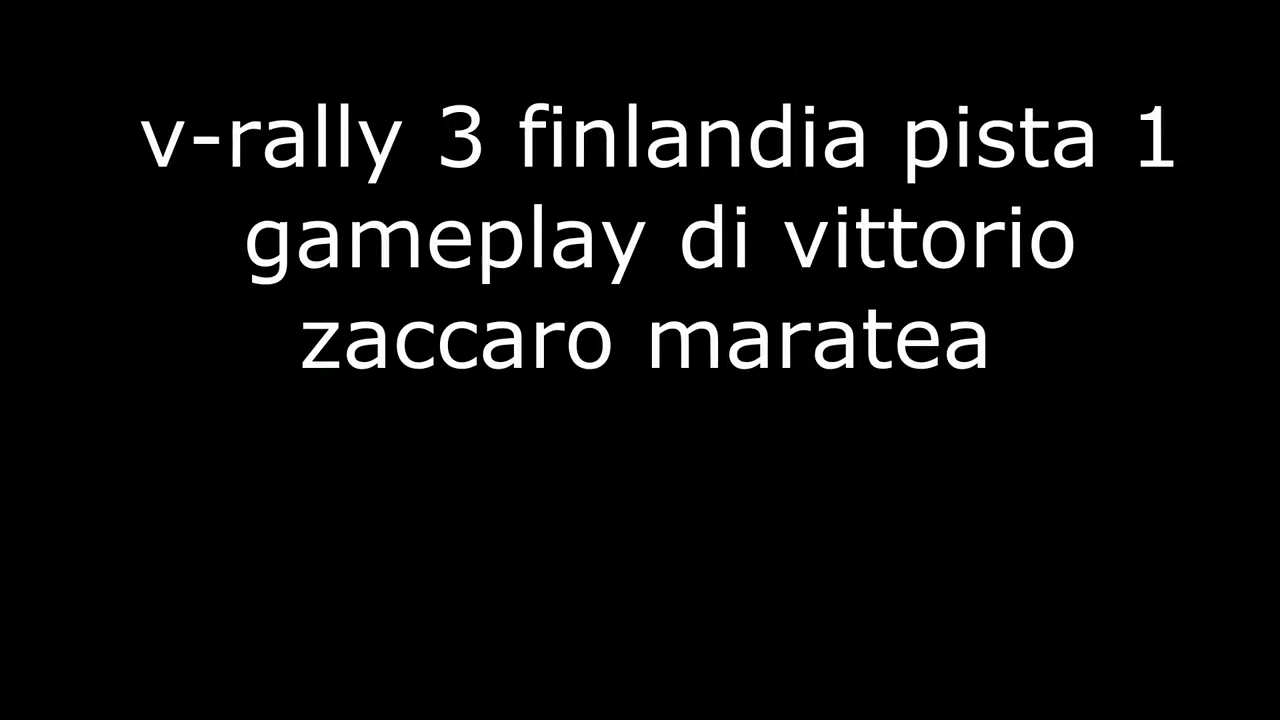 v-rally 3 finlandia pista 1
gameplay di vittorio
zaccaro maratea